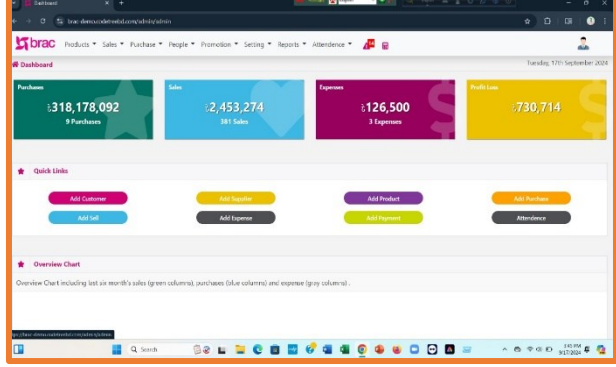 Dashboard
brac-demo.codetreebd.com/admin/admin
brac Products Sales Purchase People Promotion Setting Reports Attendence
Dashboard
Tuesday, 17th September 2024
Purchases
৳318,178,092
9 Purchases
Sales
৳2,453,274
381 Sales
Expenses
৳126,500
3 Expenses
Profit Loss
৳730,714
Quick Links
Add Customer
Add Supplier
Add Product
Add Purchase
Add Sell
Add Expense
Add Payment
Attendence
Overview Chart
Overview Chart including last six month's sales (green columns), purchases (blue columns) and expense (gray columns) .
Search
3:41 PM
9/17/2024